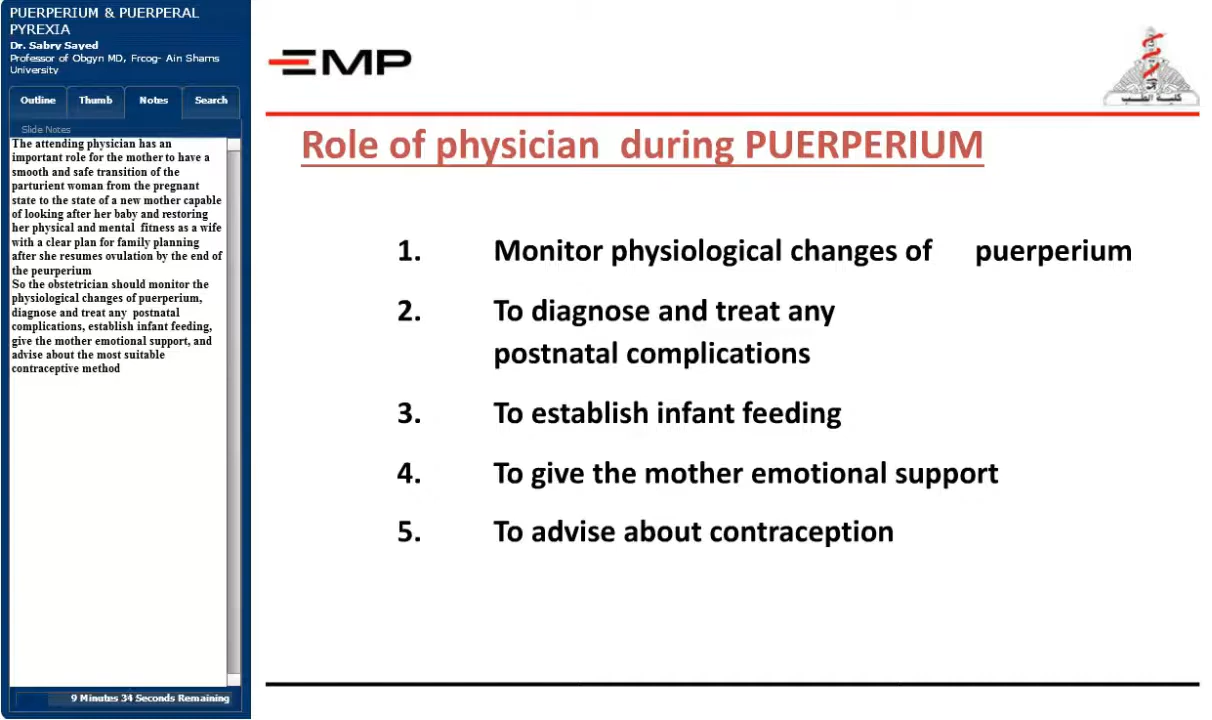 PUERPERIUM & PUERPERAL
PYREXIA
Dr. Sabry Sayed
Professor of Obgyn MD, Frcog- Ain Shams
University
Outline Thumb Notes Search
Slide Notes
The attending physician has an
important role for the mother to have a
smooth and safe transition of the
parturient woman from the pregnant
state to the state of a new mother capable
of looking after her baby and restoring
her physical and mental fitness as a wife
with a clear plan for family planning
after she resumes ovulation by the end of
the peurperium
So the obstetrician should monitor the
physiological changes of puerperium,
diagnose and treat any postnatal
complications, establish infant feeding,
give the mother emotional support, and
advise about the most suitable
contraceptive method
9 Minutes 34 Seconds Remaining
EMP
كلية الطب
Role of physician during PUERPERIUM
1. Monitor physiological changes of puerperium
2. To diagnose and treat any
postnatal complications
3. To establish infant feeding
4. To give the mother emotional support
5. To advise about contraception